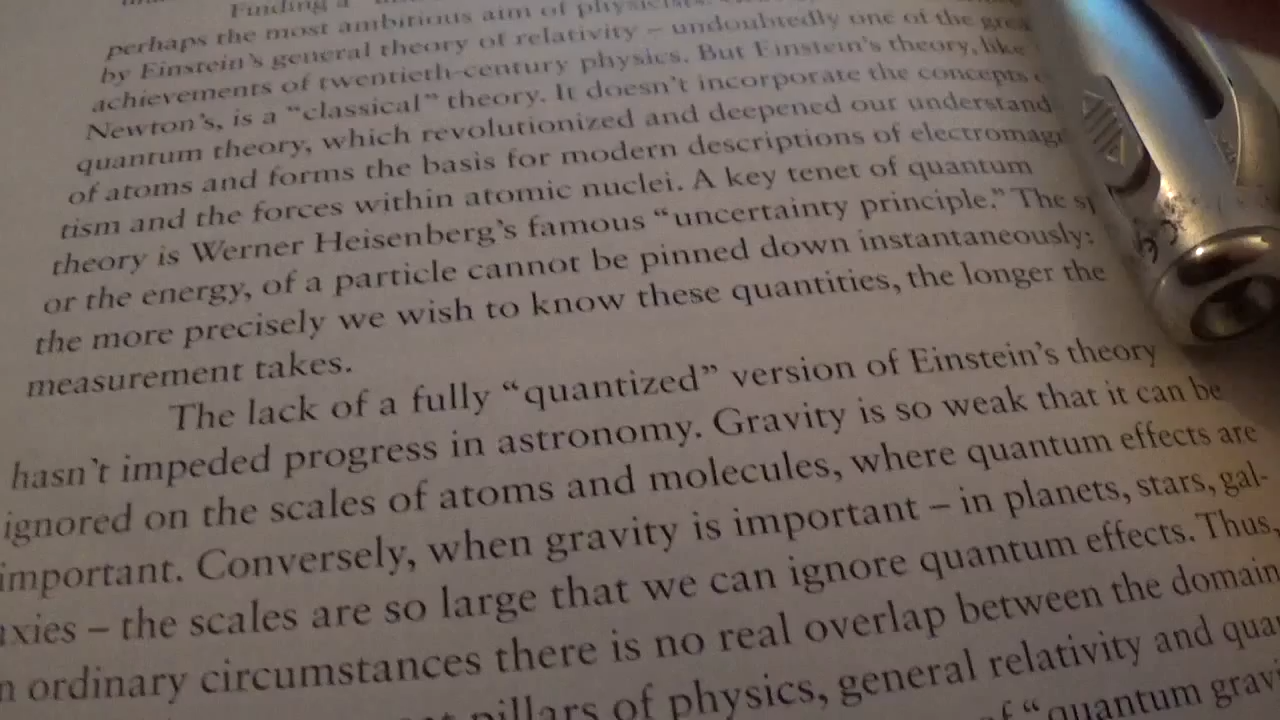 Finding a
perhaps the most ambitious aim of physicists.
by Einstein's general theory of relativity – undoubtedly one of the grea
achievements of twentieth-century physics. But Einstein's theory, like
Newton's, is a "classical" theory. It doesn't incorporate the concepts
quantum theory, which revolutionized and deepened our understand
of atoms and forms the basis for modern descriptions of electromag
tism and the forces within atomic nuclei. A key tenet of quantum
theory is Werner Heisenberg's famous "uncertainty principle." The sp
or the energy, of a particle cannot be pinned down instantaneously:
the more precisely we wish to know these quantities, the longer the
measurement takes.
The lack of a fully "quantized" version of Einstein's theory
hasn't impeded progress in astronomy. Gravity is so weak that it can be
ignored on the scales of atoms and molecules, where quantum effects are
important. Conversely, when gravity is important – in planets, stars, gal-
axies – the scales are so large that we can ignore quantum effects. Thus,
n ordinary circumstances there is no real overlap between the domain
pillars of physics, general relativity and qua
of "quantum gravi